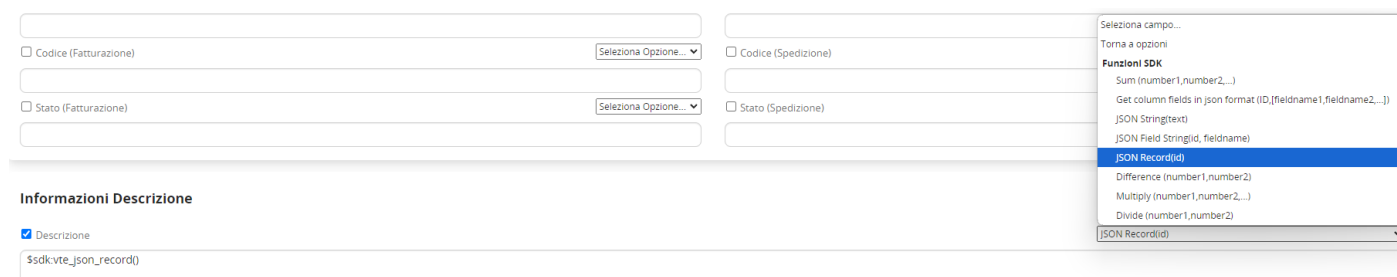 Codice (Fatturazione)
Seleziona Opzione...
Codice (Spedizione)
Stato (Fatturazione)
Seleziona Opzione...
Stato (Spedizione)
Seleziona campo...
Torna a opzioni
Funzioni SDK
Sum (number1,number2,...)
Get column fields in json format (ID,[fieldname1,fieldname2,...])
JSON String(text)
JSON Field String(id, fieldname)
JSON Record(id)
Difference (number1,number2)
Multiply (number1,number2,...)
Divide (number1,number2)
Informazioni Descrizione
Descrizione
JSON Record(id)
$sdk:vte_json_record()